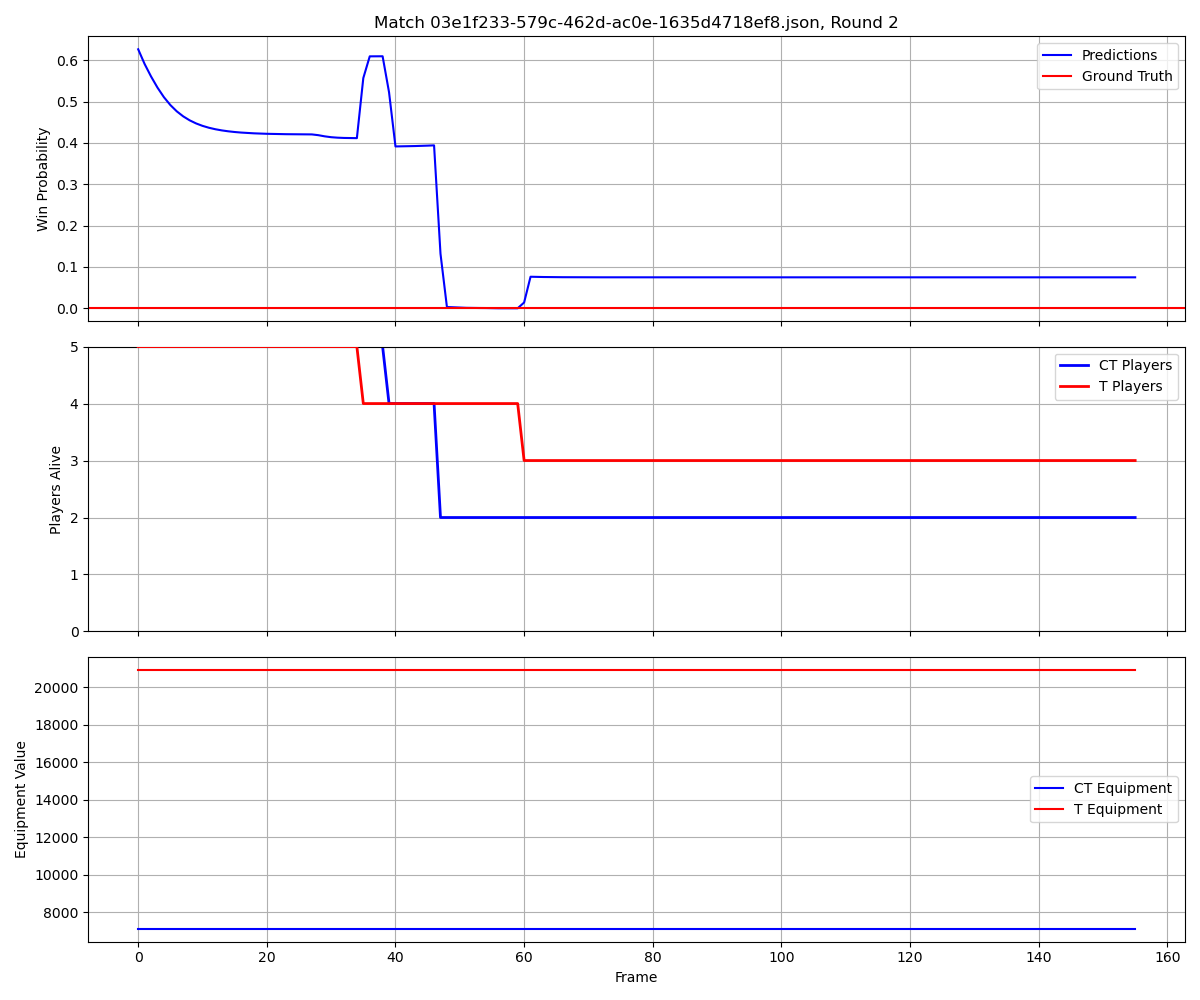 Match 03e1f233-579c-462d-ac0e-1635d4718ef8.json, Round 2
Win Probability
0.6
0.5
0.4
0.3
0.2
0.1
0.0
Predictions
Ground Truth
Players Alive
5
4
3
2
1
0
CT Players
T Players
Equipment Value
20000
18000
16000
14000
12000
10000
8000
CT Equipment
T Equipment
0 20 40 60 80 100 120 140 160
Frame